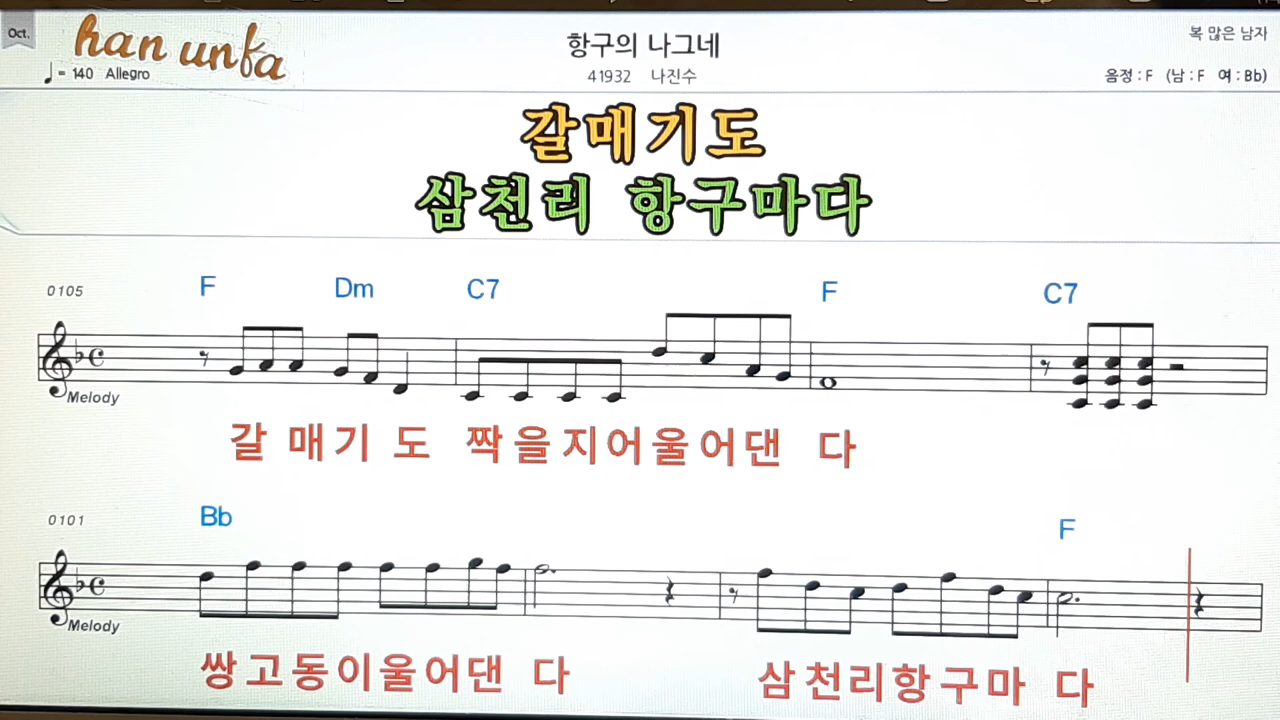 Oct.
han unfa
♩= 140 Allegro
항구의 나그네
41932 나진수
복 많은 남자
음정 : F (남 : F 여 : Bb)
갈매기도
삼천리 항구마다
0105
F Dm C7 F C7
Melody
갈 매기 도 짝을지어울어댄 다
0101
Bb F
Melody
쌍고동이울어댄 다 삼천리항구마 다